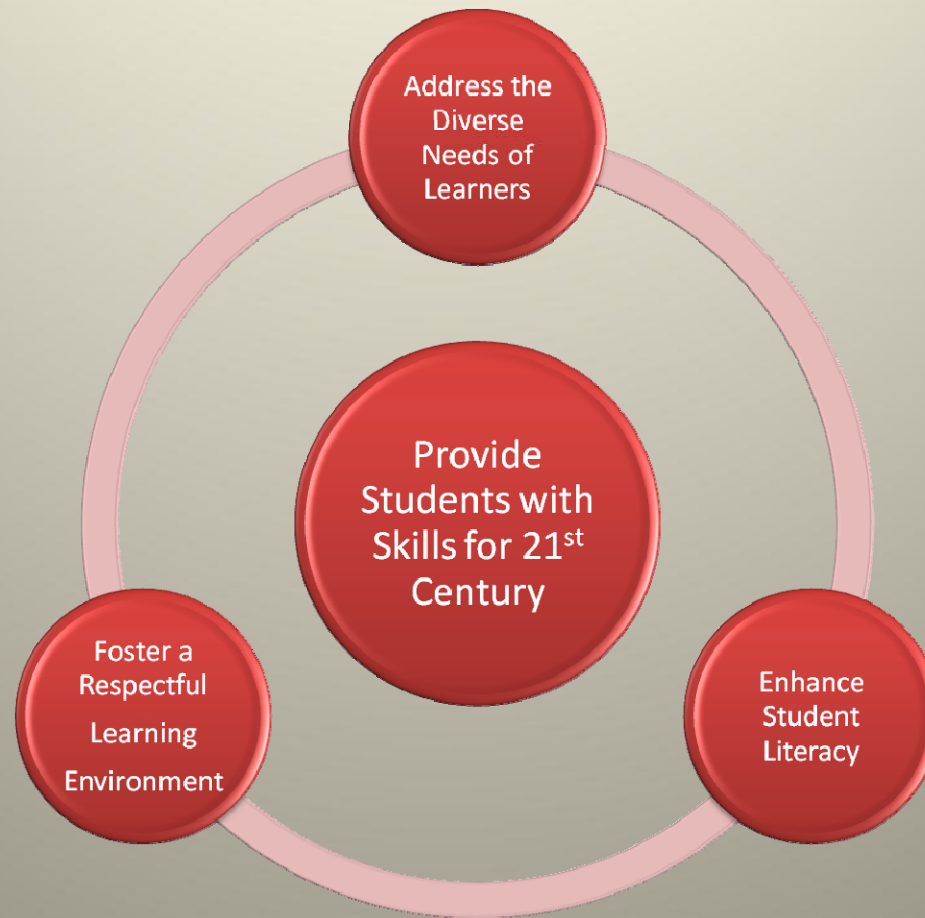 Address the
Diverse
Needs of
Learners
Provide
Students with
Skills for 21st
Century
Foster a
Respectful
Learning
Environment
Enhance
Student
Literacy